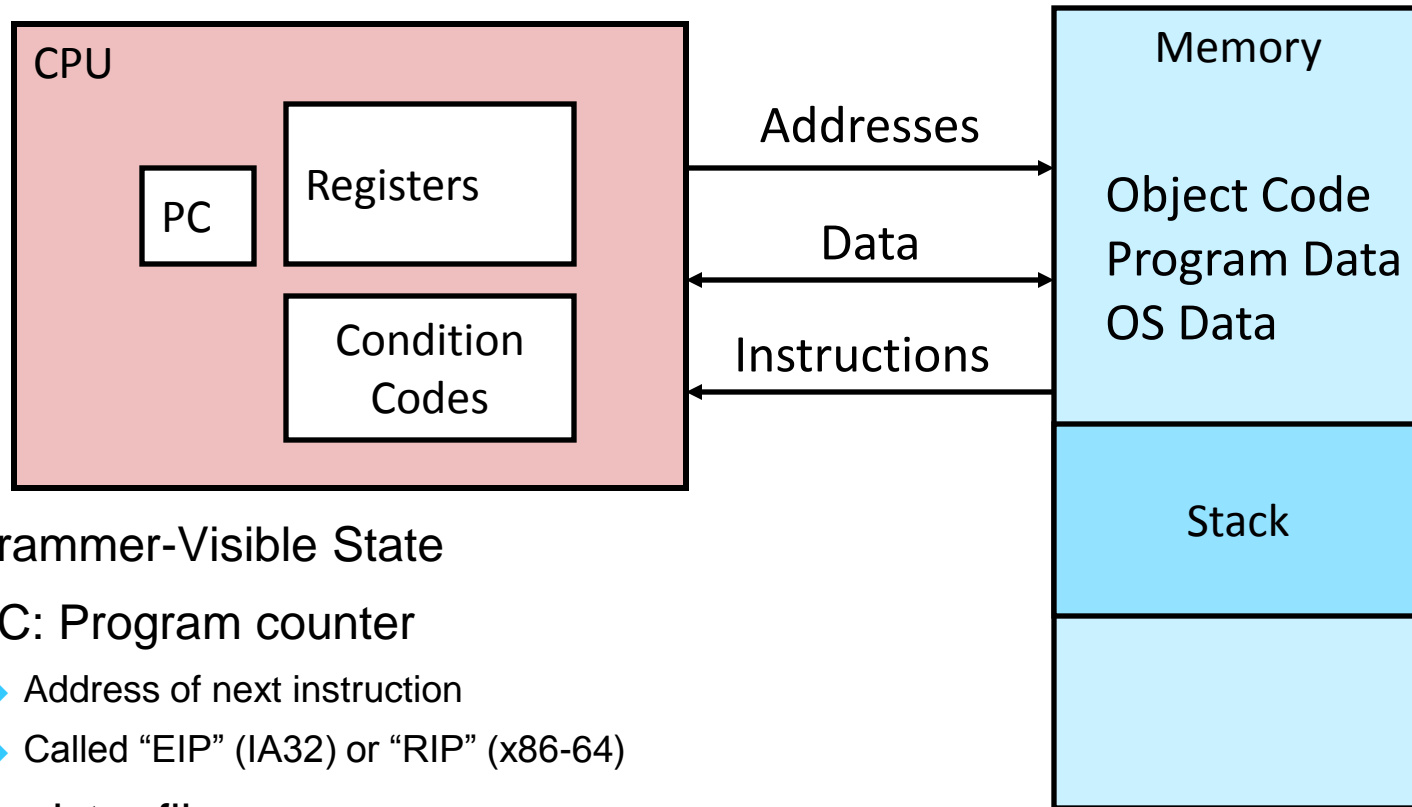 CPU
PC
Registers
Condition
Codes
Addresses
Data
Instructions
Memory
Object Code
Program Data
OS Data
Stack
rammer-Visible State
C: Program counter
Address of next instruction
Called “EIP” (IA32) or “RIP” (x86-64)